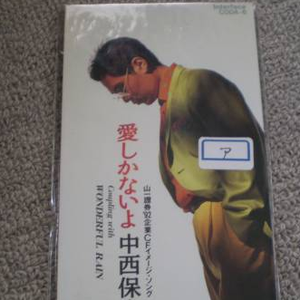 愛しかないよ
中西保
Coupling with
WONDERFUL RAIN
山一證券'92企業CFイメージ・ソング
ア